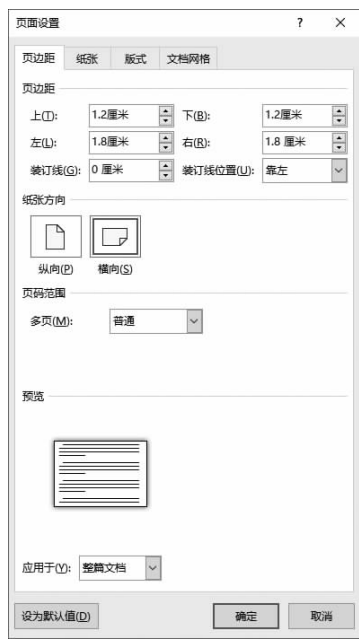 页面设置 ? ×
页边距 纸张 版式 文档网格
页边距
上(T): 1.2厘米 下(B): 1.2厘米
左(L): 1.8厘米 右(R): 1.8 厘米
装订线(G): 0 厘米 装订线位置(U): 靠左
纸张方向
纵向(P) 横向(S)
页码范围
多页(M): 普通
预览
应用于(Y): 整篇文档
设为默认值(D) 确定 取消